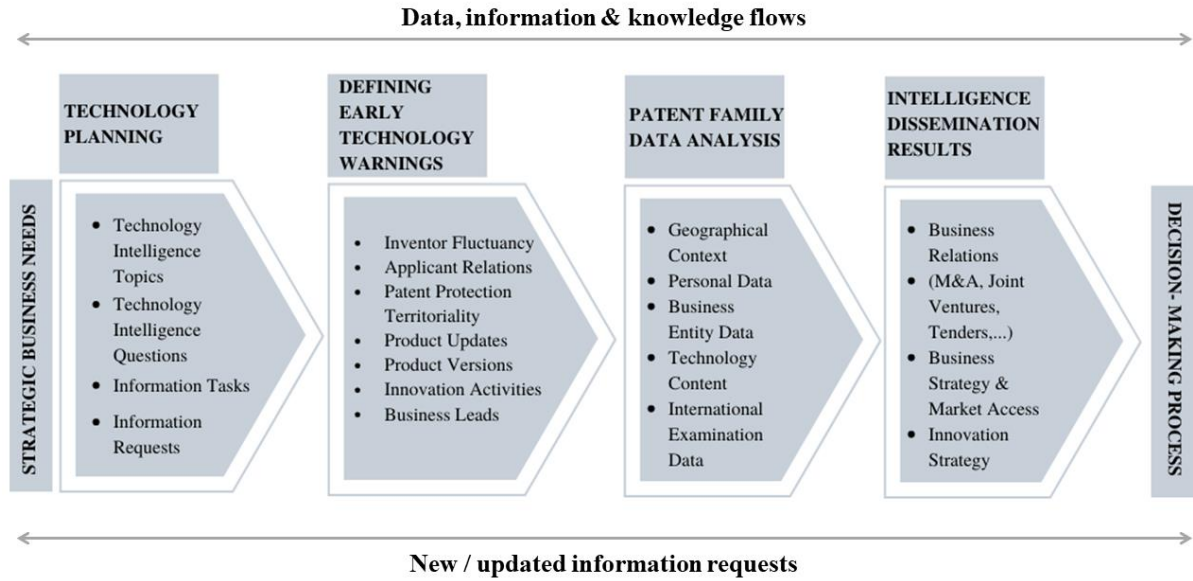 Data, information & knowledge flows
STRATEGIC BUSINESS NEEDS
TECHNOLOGY
PLANNING
• Technology
Intelligence
Topics
• Technology
Intelligence
Questions
• Information Tasks
• Information
Requests
DEFINING
EARLY
TECHNOLOGY
WARNINGS
• Inventor Fluctuancy
• Applicant Relations
• Patent Protection
Territoriality
• Product Updates
• Product Versions
• Innovation Activities
• Business Leads
PATENT FAMILY
DATA ANALYSIS
• Geographical
Context
• Personal Data
• Business
Entity Data
• Technology
Content
• International
Examination
Data
INTELLIGENCE
DISSEMINATION
RESULTS
• Business
Relations
• (M&A, Joint
Ventures,
Tenders,...)
• Business
Strategy &
Market Access
• Innovation
Strategy
DECISION- MAKING PROCESS
New / updated information requests